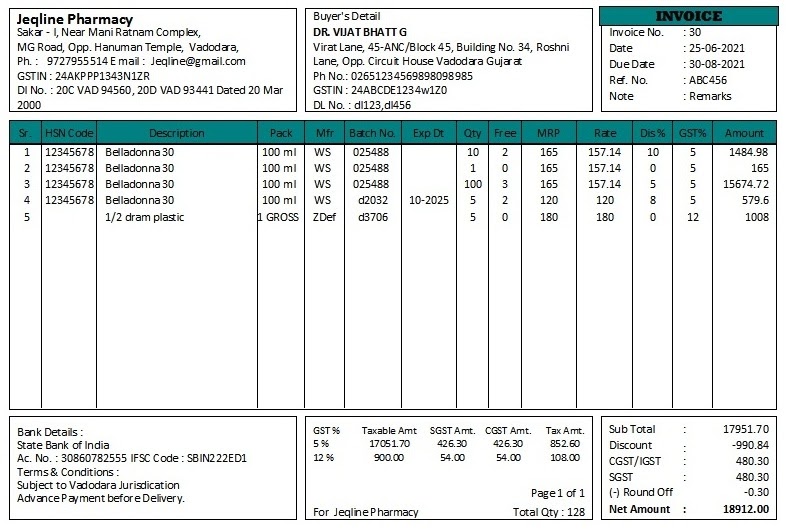 Jeqline Pharmacy
Sakar - I, Near Mani Ratnam Complex,
MG Road, Opp. Hanuman Temple, Vadodara,
Ph. : 9727955514 E mail : Jeqline@gmail.com
GSTIN : 24AKPPP1343N1ZR
Dl No. : 20C VAD 94560, 20D VAD 93441 Dated 20 Mar
2000
Buyer's Detail
DR. VIJAT BHATT G
Virat Lane, 45-ANC/Block 45, Building No. 34, Roshni
Lane, Opp. Circuit House Vadodara Gujarat
Ph No.: 02651234569898098985
GSTIN : 24ABCDE1234w1Z0
DL No. : dl123,dl456
INVOICE
Invoice No. : 30
Date : 25-06-2021
Due Date : 30-08-2021
Ref. No. : ABC456
Note : Remarks
Sr. HSN Code Description Pack Mfr Batch No. Exp Dt Qty Free MRP Rate Dis % GST% Amount
1 12345678 Belladonna 30 100 ml WS 025488 10 2 165 157.14 10 5 1484.98
2 12345678 Belladonna 30 100 ml WS 025488 1 0 165 157.14 0 5 165
3 12345678 Belladonna 30 100 ml WS 025488 100 3 165 157.14 5 5 15674.72
4 12345678 Belladonna 30 100 ml WS d2032 10-2025 5 2 120 120 8 5 579.6
5 1/2 dram plastic 1 GROSS ZDef d3706 5 0 180 180 0 12 1008
Bank Details :
State Bank of India
Ac. No. : 30860782555 IFSC Code : SBIN222ED1
Terms & Conditions :
Subject to Vadodara Jurisdication
Advance Payment before Delivery.
GST % Taxable Amt SGST Amt. CGST Amt. Tax Amt.
5 % 17051.70 426.30 426.30 852.60
12 % 900.00 54.00 54.00 108.00
Page 1 of 1
For Jeqline Pharmacy Total Qty : 128
Sub Total : 17951.70
Discount : -990.84
CGST/IGST : 480.30
SGST : 480.30
(-) Round Off -0.30
Net Amount : 18912.00